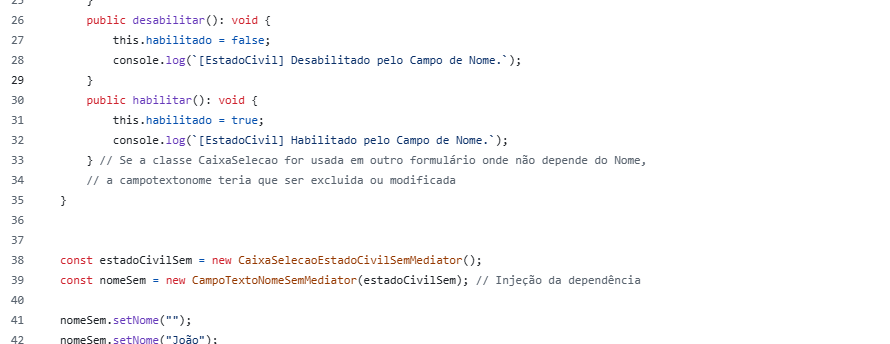 25 }
26 public desabilitar(): void {
27 this.habilitado = false;
28 console.log(`[EstadoCivil] Desabilitado pelo Campo de Nome.`);
29 }
30 public habilitar(): void {
31 this.habilitado = true;
32 console.log(`[EstadoCivil] Habilitado pelo Campo de Nome.`);
33 } // Se a classe CaixaSelecao for usada em outro formulário onde não depende do Nome,
34 // a campotextonome teria que ser excluida ou modificada
35 }
36
37
38 const estadoCivilSem = new CaixaSelecaoEstadoCivilSemMediator();
39 const nomeSem = new CampoTextoNomeSemMediator(estadoCivilSem); // Injeção da dependência
40
41 nomeSem.setNome("");
42 nomeSem.setNome("João");